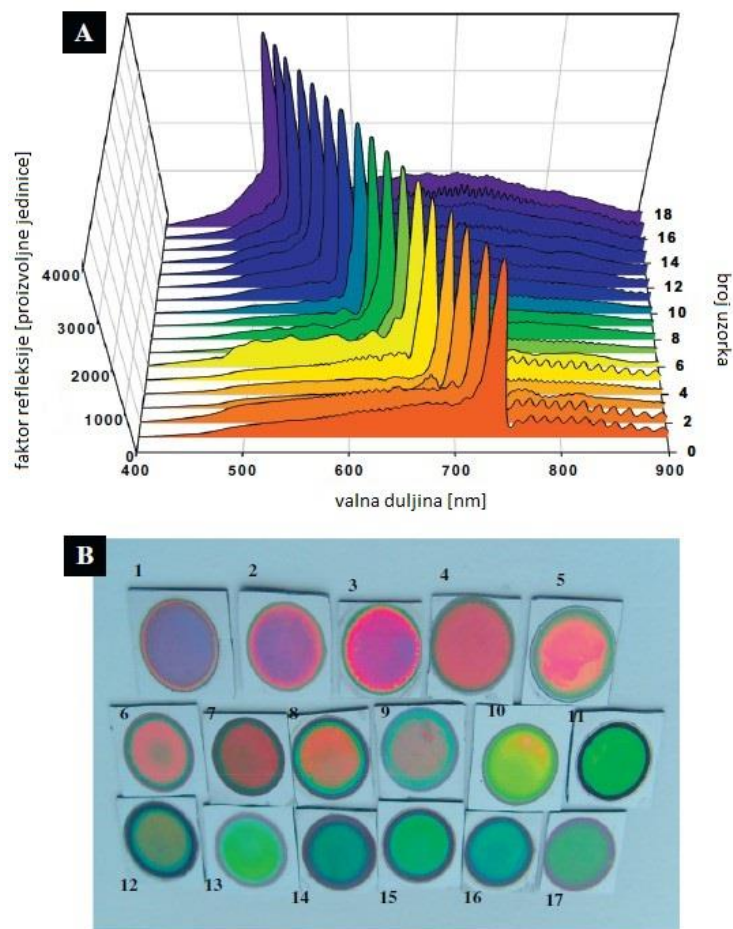 A
faktor refleksije [proizvoljne jedinice]
4000
3000
2000
1000
0
400 500 600 700 800 900
valna duljina [nm]
18
16
14
12
10
8
6
4
2
0
broj uzorka
B
1 2 3 4 5
6 7 8 9 10 11
12 13 14 15 16 17